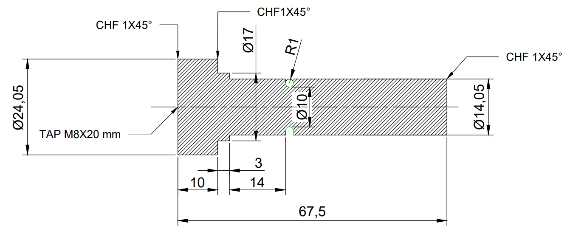 CHF1X45°
CHF 1X45°
Ø17
R1
CHF 1X45°
Ø24,05
Ø10
Ø14,05
TAP M8X20 mm
3
10
14
67,5